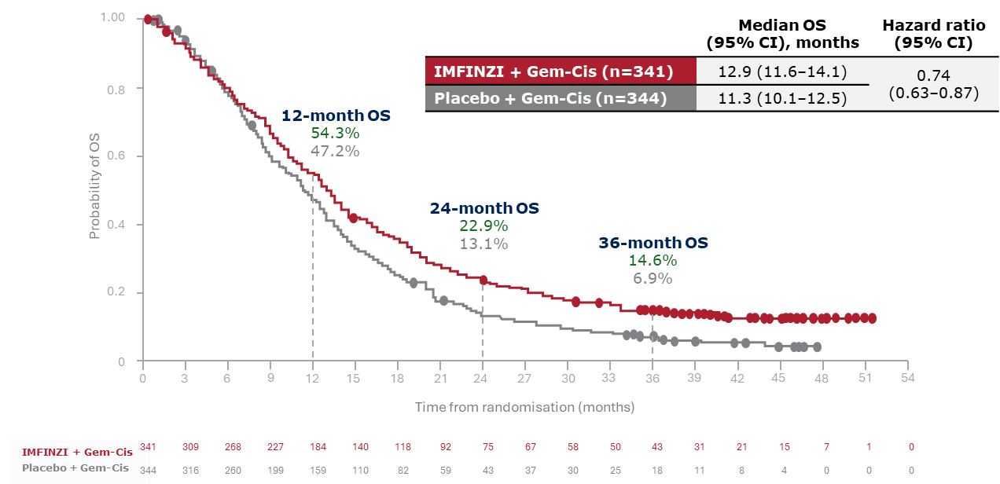 Median OS
(95% CI), months
Hazard ratio
(95% CI)
IMFINZI + Gem-Cis (n=341)
12.9 (11.6–14.1)
0.74
(0.63–0.87)
Placebo + Gem-Cis (n=344)
11.3 (10.1–12.5)
Probability of OS
1.00
0.8
0.6
0.4
0.2
0
12-month OS
54.3%
47.2%
24-month OS
22.9%
13.1%
36-month OS
14.6%
6.9%
0 3 6 9 12 15 18 21 24 27 30 33 36 39 42 45 48 51 54
Time from randomisation (months)
IMFINZI + Gem-Cis 341 309 268 227 184 140 118 92 75 67 58 50 43 31 21 15 7 1 0
Placebo + Gem-Cis 344 316 260 199 159 110 82 59 43 37 30 25 18 11 8 4 0 0 0